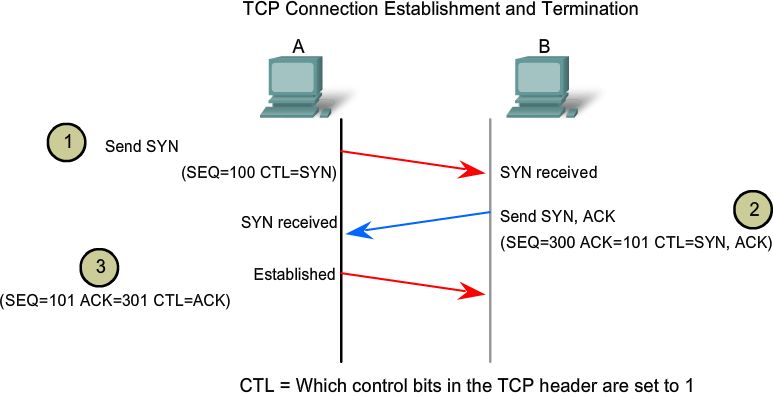 TCP Connection Establishment and Termination
A
B
1
Send SYN
(SEQ=100 CTL=SYN)
SYN received
SYN received
Send SYN, ACK
2
(SEQ=300 ACK=101 CTL=SYN, ACK)
3
Established
(SEQ=101 ACK=301 CTL=ACK)
CTL = Which control bits in the TCP header are set to 1